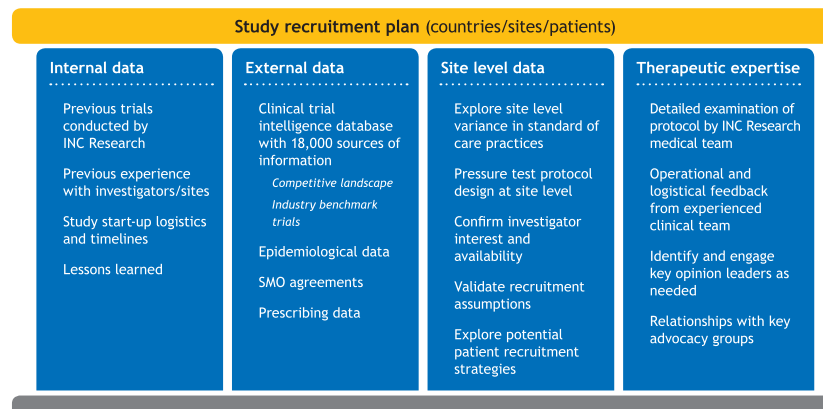 Study recruitment plan (countries/sites/patients)
Internal data
Previous trials
conducted by
INC Research
Previous experience
with investigators/sites
Study start-up logistics
and timelines
Lessons learned
External data
Clinical trial
intelligence database
with 18,000 sources of
information
Competitive landscape
Industry benchmark
trials
Epidemiological data
SMO agreements
Prescribing data
Site level data
Explore site level
variance in standard of
care practices
Pressure test protocol
design at site level
Confirm investigator
interest and
availability
Validate recruitment
assumptions
Explore potential
patient recruitment
strategies
Therapeutic expertise
Detailed examination of
protocol by INC Research
medical team
Operational and
logistical feedback
from experienced
clinical team
Identify and engage
key opinion leaders as
needed
Relationships with key
advocacy groups